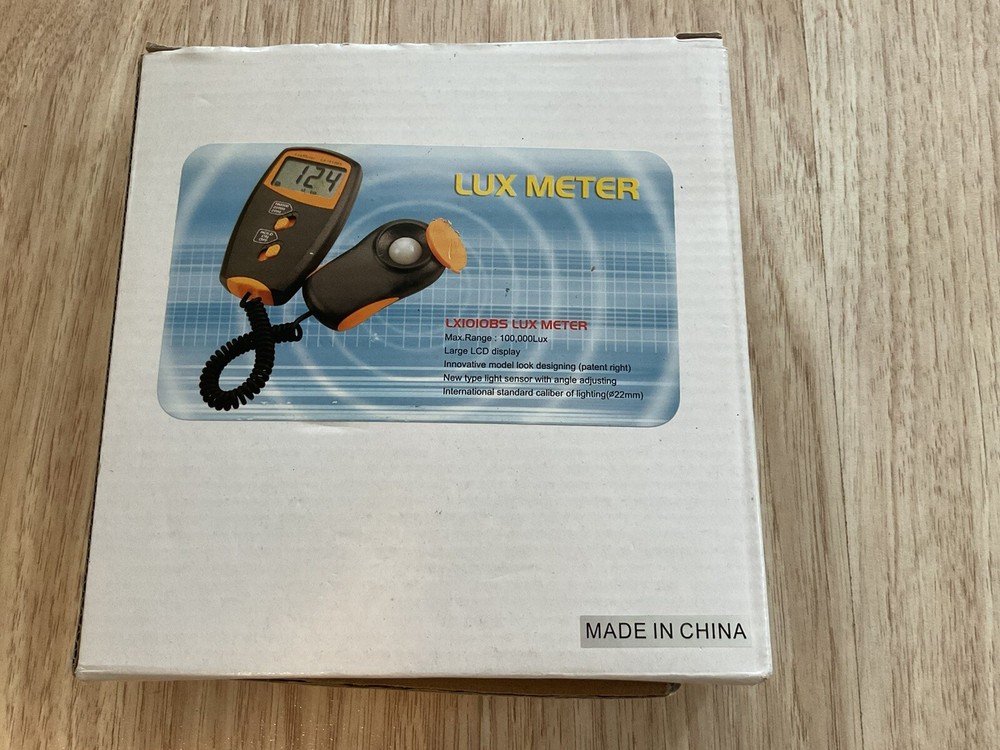 LUX METER
124
HOLD
LX1010BS LUX METER
Max.Range : 100,000Lux
Large LCD display
Innovative model look designing (patent right)
New type light sensor with angle adjusting
International standard caliber of lighting(ø22mm)
MADE IN CHINA